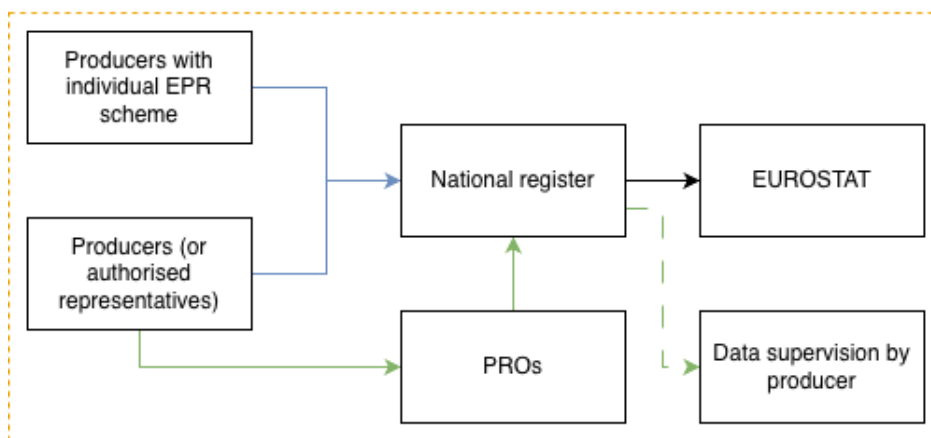 Producers with
individual EPR
scheme
National register
EUROSTAT
Producers (or
authorised
representatives)
PROs
Data supervision by
producer